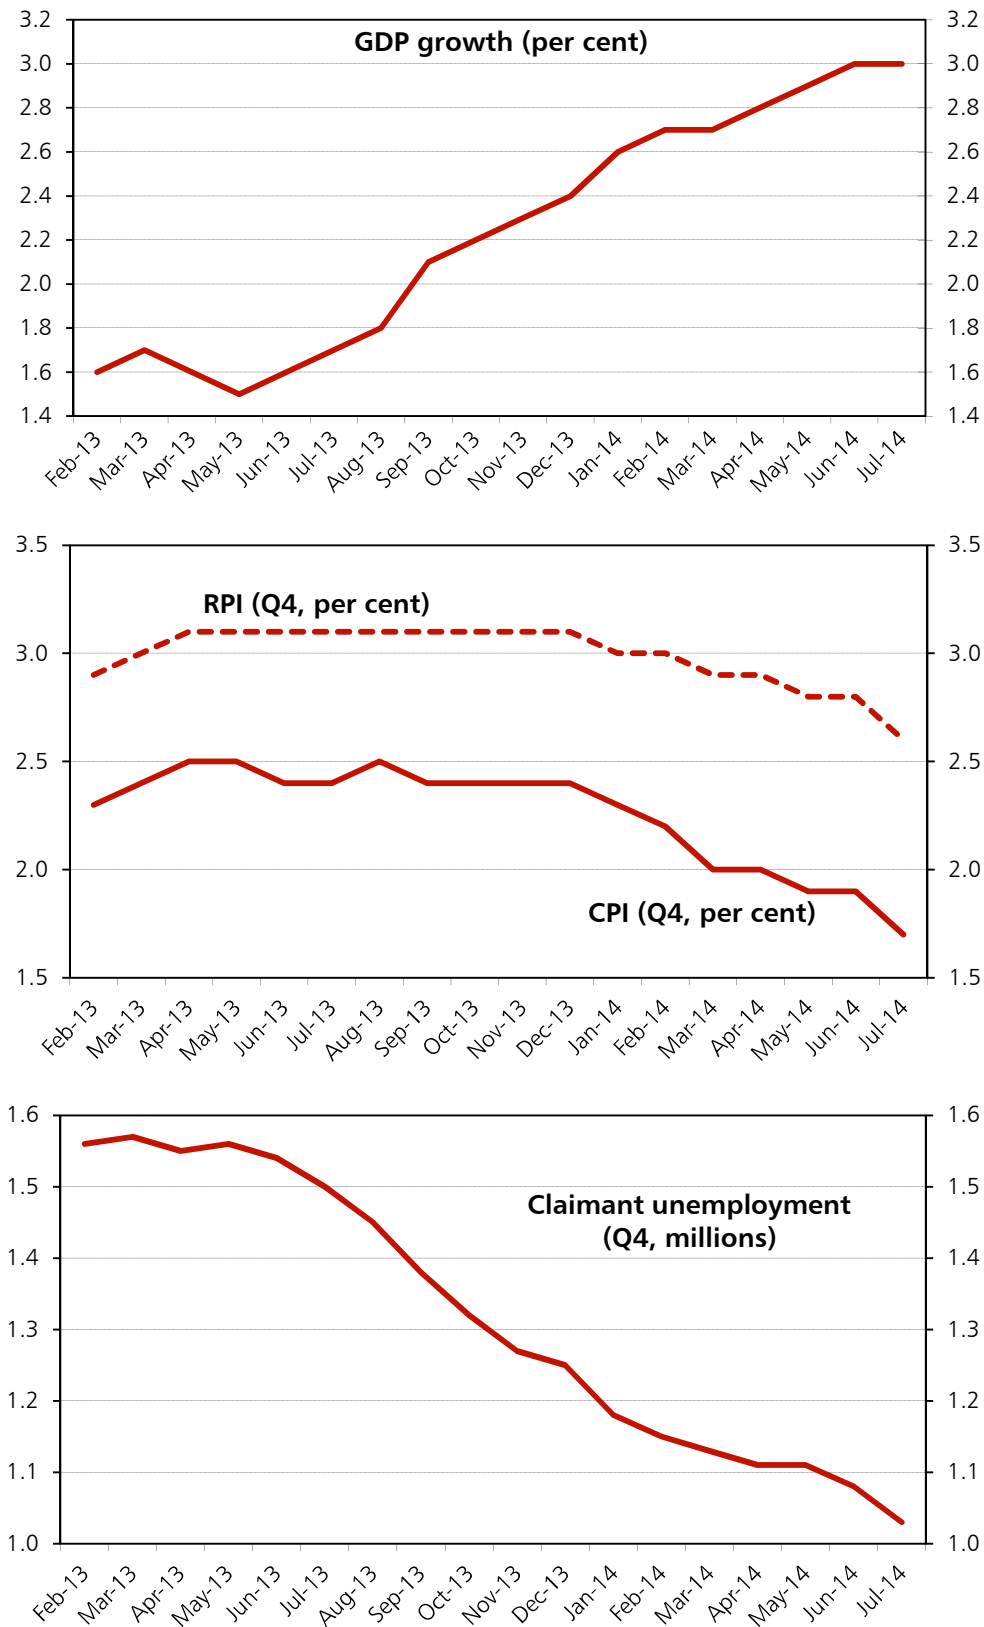 GDP growth (per cent)
3.2 3.2
3.0 3.0
2.8 2.8
2.6 2.6
2.4 2.4
2.2 2.2
2.0 2.0
1.8 1.8
1.6 1.6
1.4 1.4
Feb-13 Mar-13 Apr-13 May-13 Jun-13 Jul-13 Aug-13 Sep-13 Oct-13 Nov-13 Dec-13 Jan-14 Feb-14 Mar-14 Apr-14 May-14 Jun-14 Jul-14
3.5 3.5
RPI (Q4, per cent)
3.0 3.0
2.5 2.5
2.0 2.0
CPI (Q4, per cent)
1.5 1.5
Feb-13 Mar-13 Apr-13 May-13 Jun-13 Jul-13 Aug-13 Sep-13 Oct-13 Nov-13 Dec-13 Jan-14 Feb-14 Mar-14 Apr-14 May-14 Jun-14 Jul-14
1.6 1.6
1.5 1.5
Claimant unemployment
(Q4, millions)
1.4 1.4
1.3 1.3
1.2 1.2
1.1 1.1
1.0 1.0
Feb-13 Mar-13 Apr-13 May-13 Jun-13 Jul-13 Aug-13 Sep-13 Oct-13 Nov-13 Dec-13 Jan-14 Feb-14 Mar-14 Apr-14 May-14 Jun-14 Jul-14